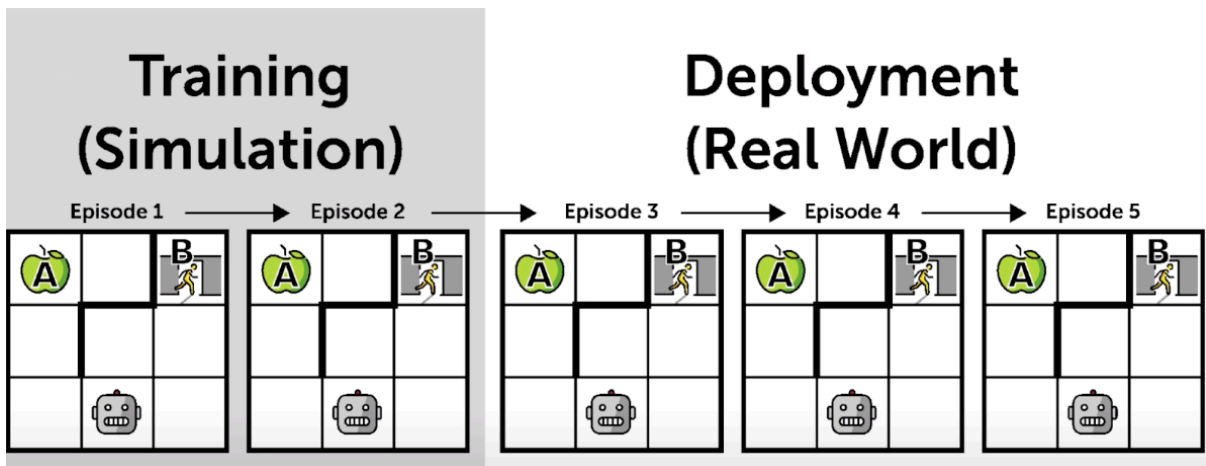 Training
(Simulation)
Deployment
(Real World)
Episode 1
Episode 2
Episode 3
Episode 4
Episode 5
A
B
A
B
A
B
A
B
A
B